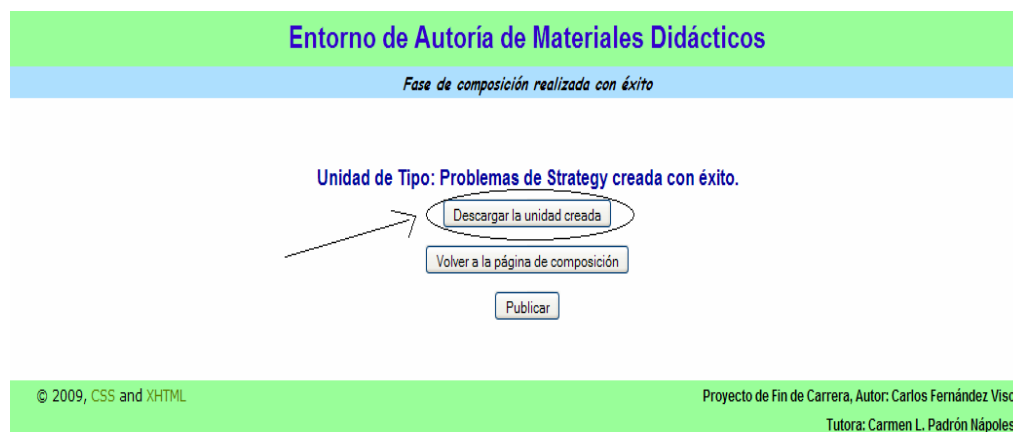 Entorno de Autoría de Materiales Didácticos
Fase de composición realizada con éxito
Unidad de Tipo: Problemas de Strategy creada con éxito.
Descargar la unidad creada
Volver a la página de composición
Publicar
© 2009, CSS and XHTML
Proyecto de Fin de Carrera, Autor: Carlos Fernández Viso
Tutora: Carmen L. Padrón Nápoles